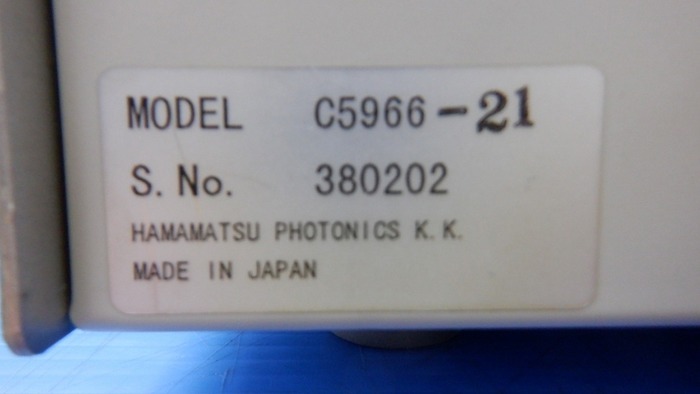 MODEL C5966-21
S. No. 380202
HAMAMATSU PHOTONICS K. K.
MADE IN JAPAN